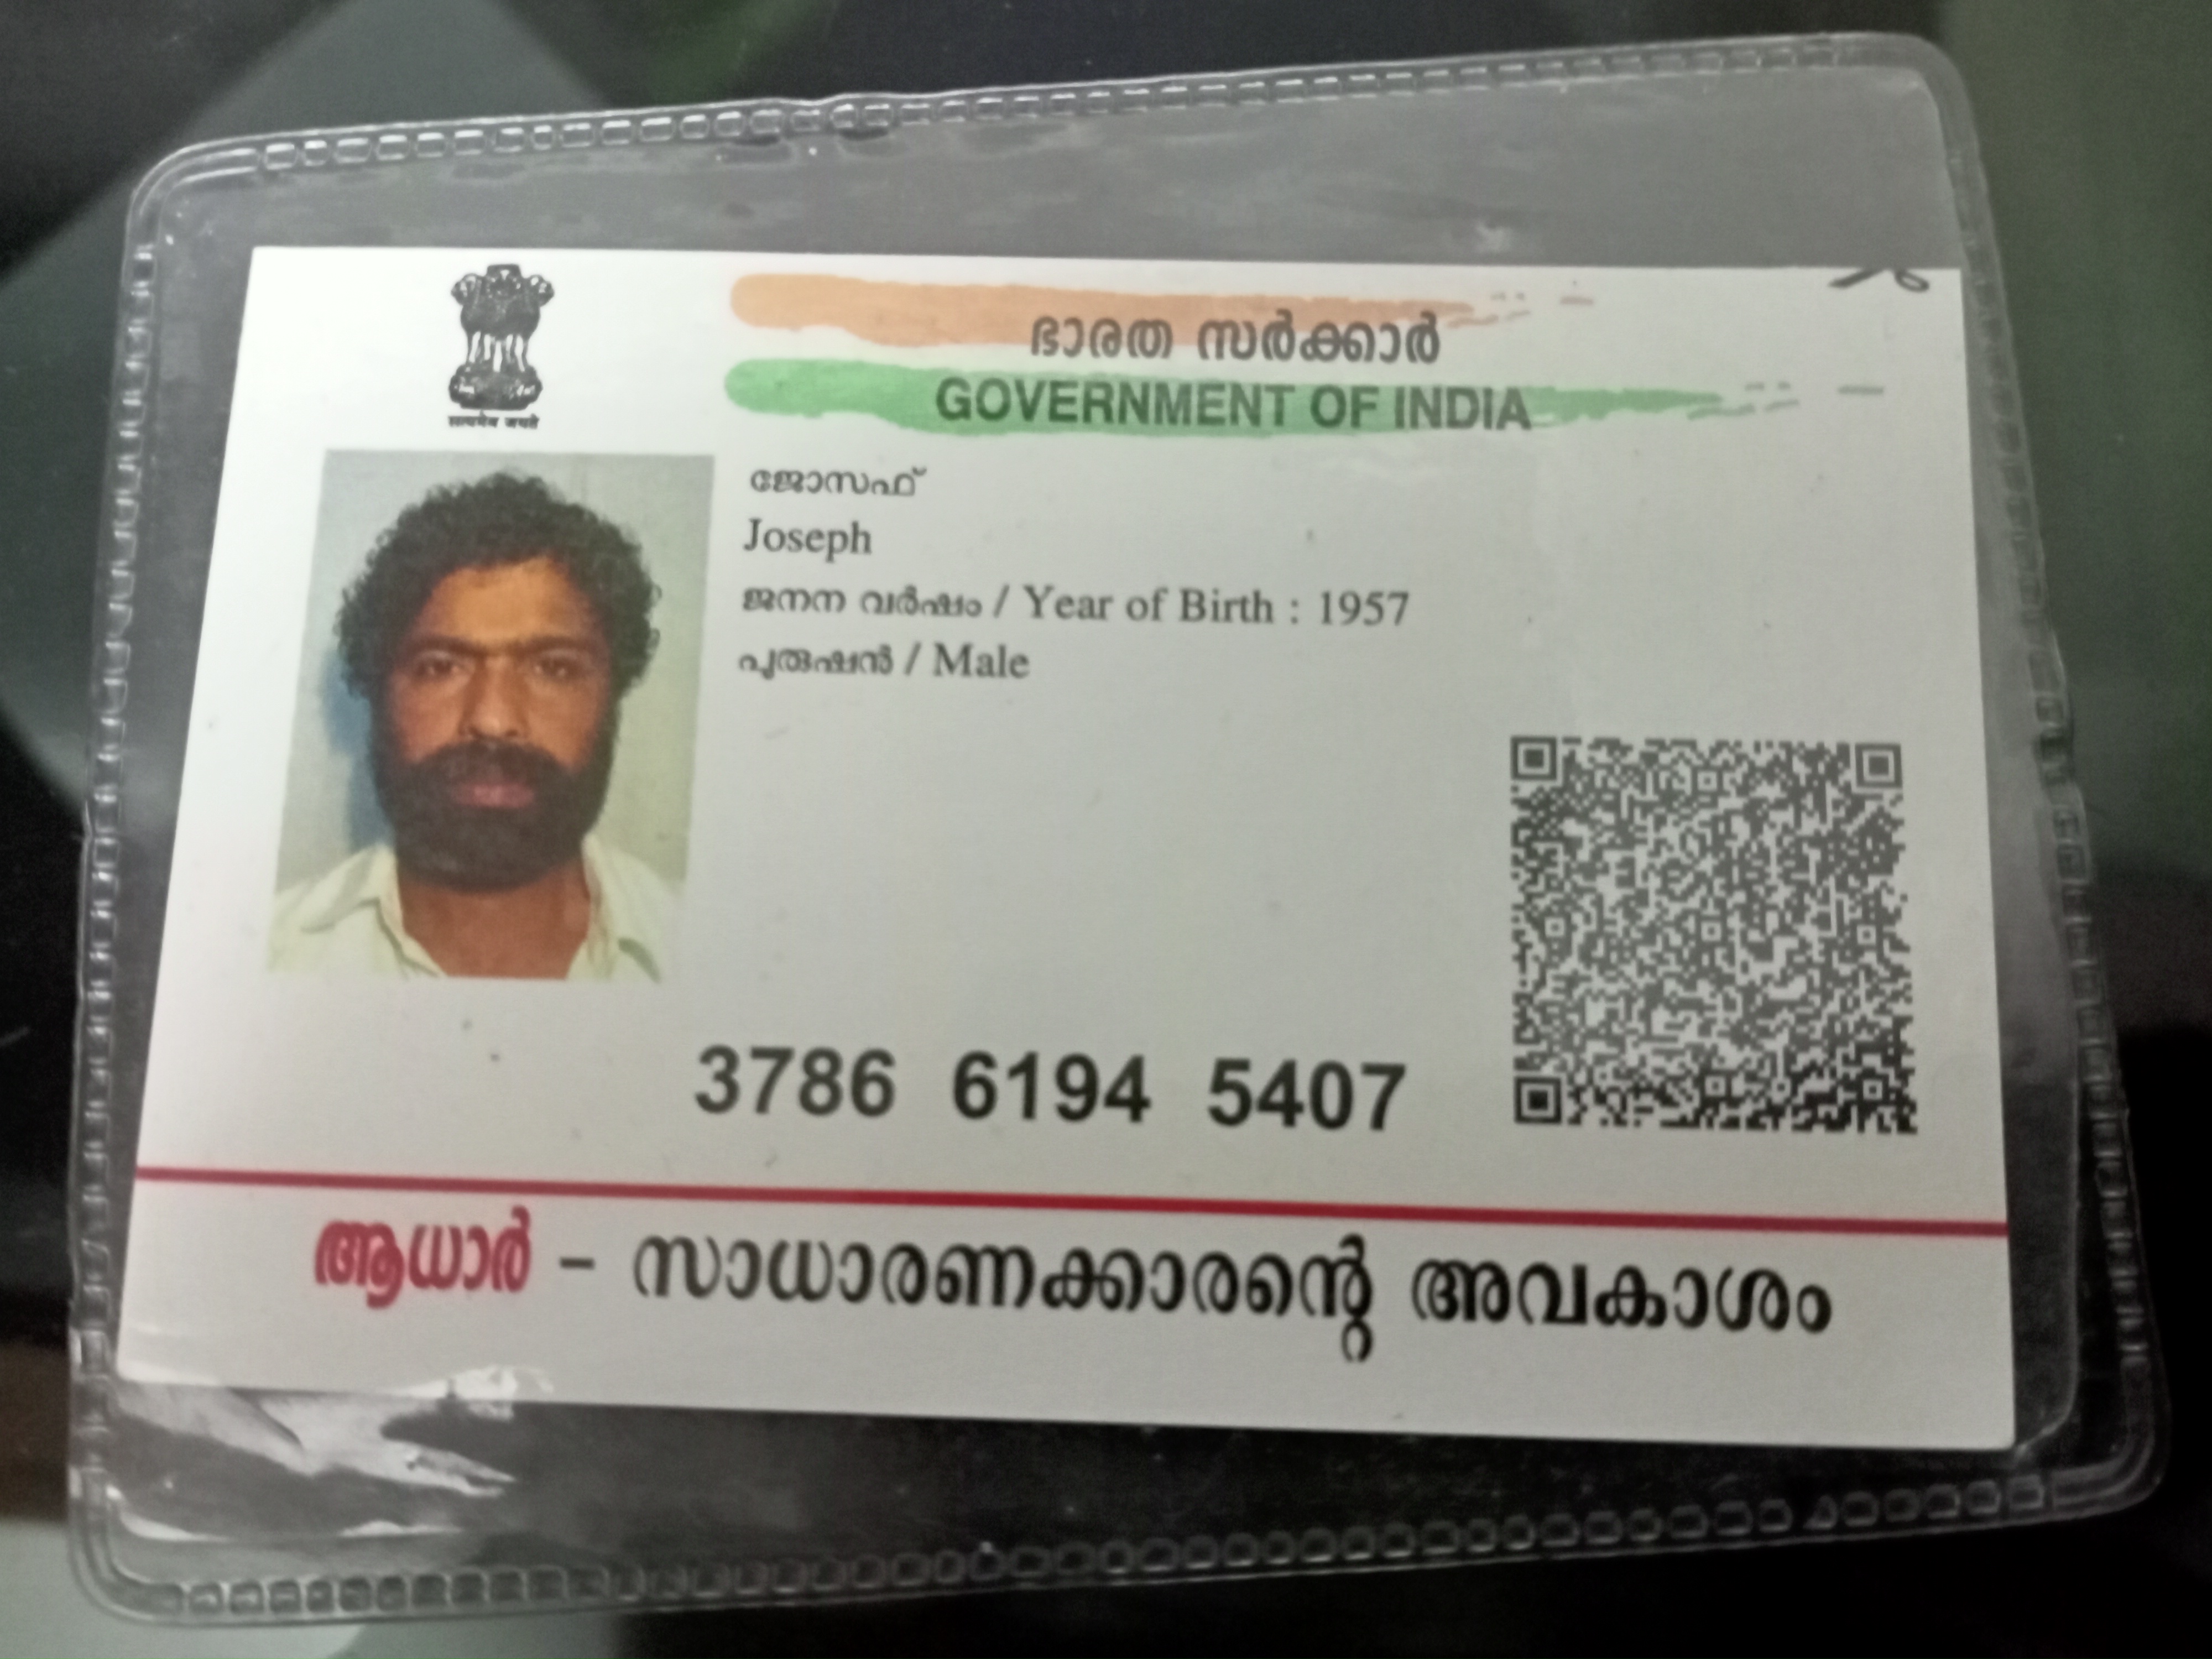 सत्यमेव जयते
ഭാരത സർക്കാർ
GOVERNMENT OF INDIA
ജോസഫ്
Joseph
ജനന വർഷം / Year of Birth : 1957
പുരുഷൻ / Male
3786 6194 5407
ആധാർ – സാധാരണക്കാരന്റെ അവകാശം